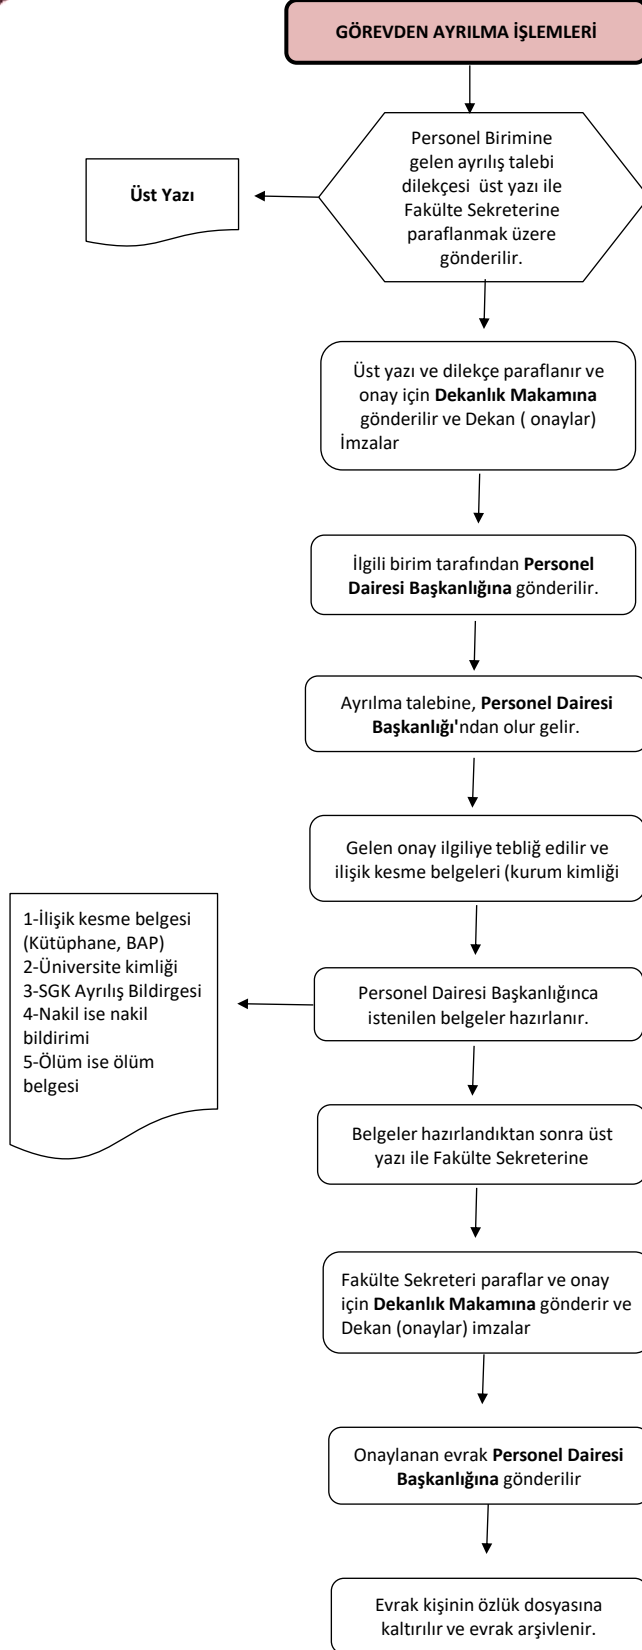 GÖREVDEN AYRILMA İŞLEMLERİ
Personel Birimine
gelen ayrılış talebi
dilekçesi üst yazı ile
Fakülte Sekreterine
paraflanmak üzere
gönderilir.
Üst Yazı
Üst yazı ve dilekçe paraflanır ve
onay için Dekanlık Makamına
gönderilir ve Dekan ( onaylar)
İmzalar
İlgili birim tarafından Personel
Dairesi Başkanlığına gönderilir.
Ayrılma talebine, Personel Dairesi
Başkanlığı'ndan olur gelir.
Gelen onay ilgiliye tebliğ edilir ve
ilişik kesme belgeleri (kurum kimliği
1-İlişik kesme belgesi
(Kütüphane, BAP)
2-Üniversite kimliği
3-SGK Ayrılış Bildirgesi
4-Nakil ise nakil
bildirimi
5-Ölüm ise ölüm
belgesi
Personel Dairesi Başkanlığınca
istenilen belgeler hazırlanır.
Belgeler hazırlandıktan sonra üst
yazı ile Fakülte Sekreterine
Fakülte Sekreteri paraflar ve onay
için Dekanlık Makamına gönderir ve
Dekan (onaylar) imzalar
Onaylanan evrak Personel Dairesi
Başkanlığına gönderilir
Evrak kişinin özlük dosyasına
kaltırılır ve evrak arşivlenir.